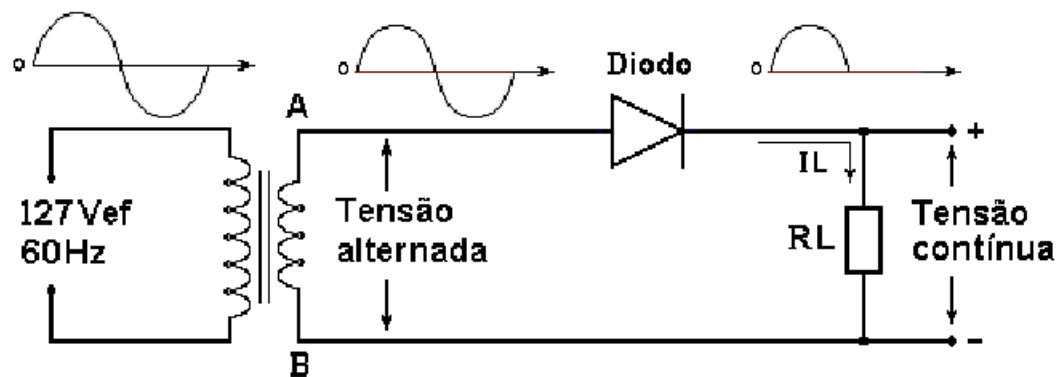 o
o
Diodo
o
A
+
IL
127Vef
60Hz
Tensão
alternada
RL
Tensão
contínua
B
-